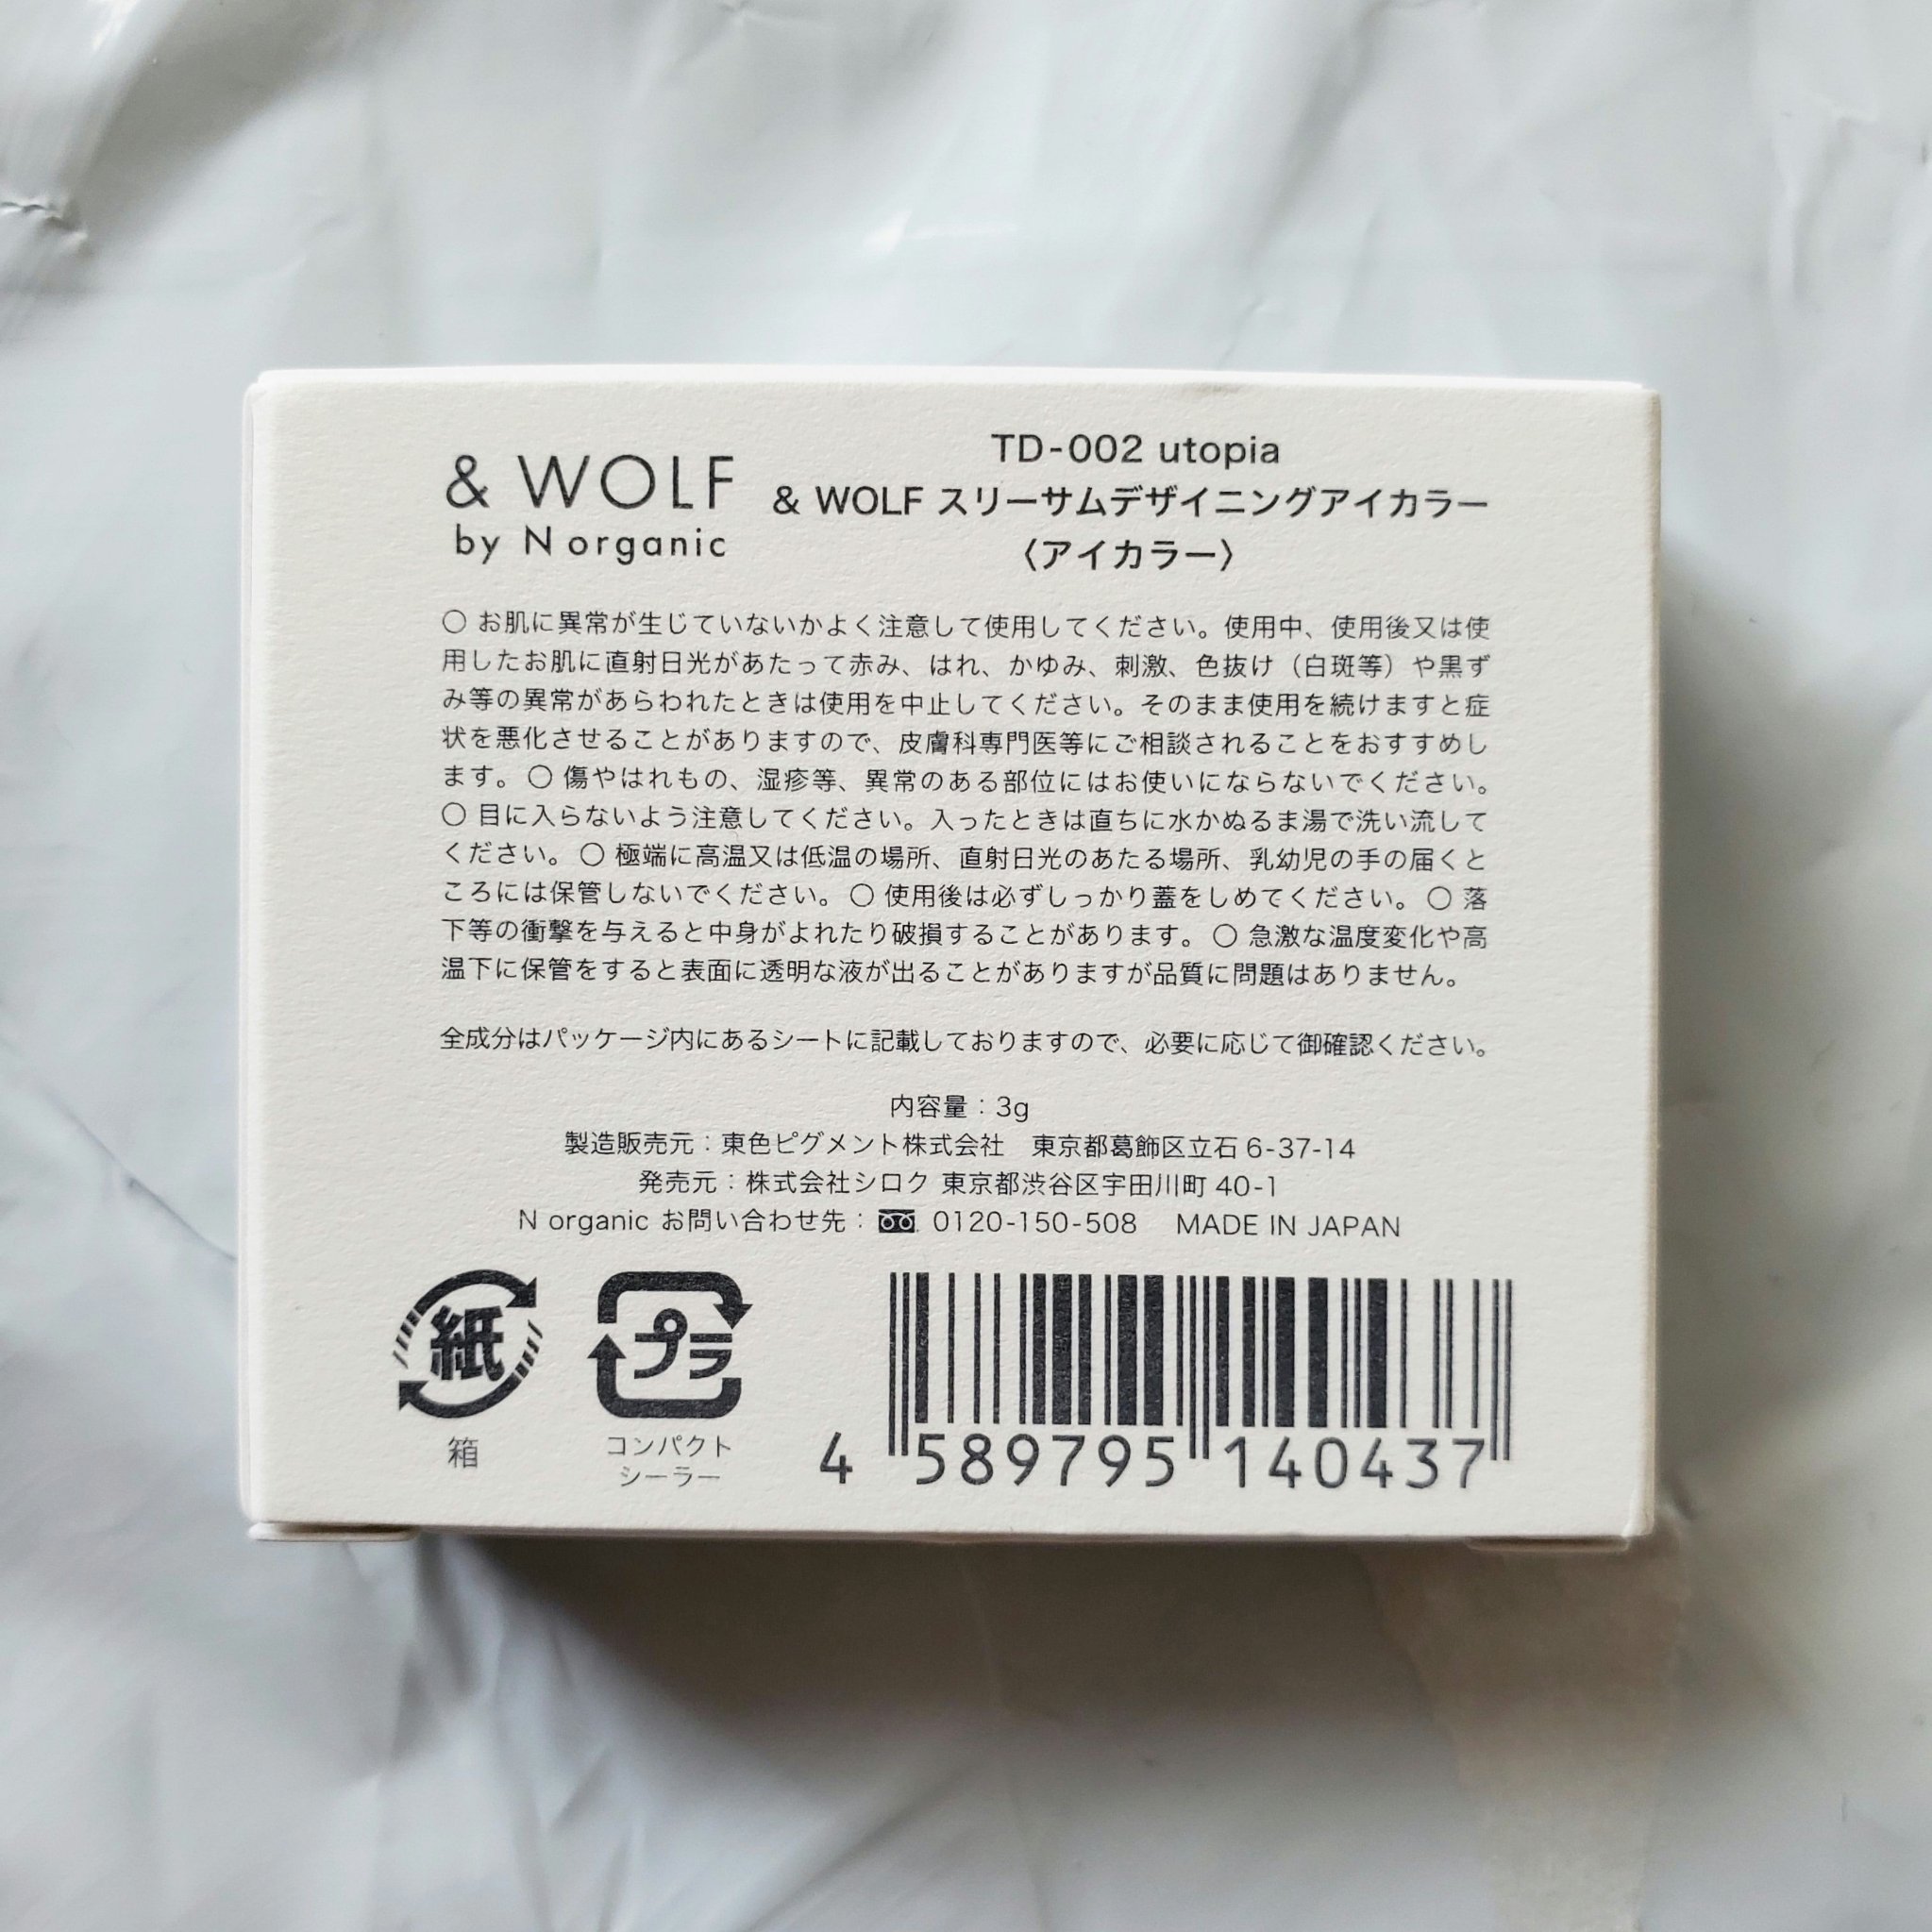 & WOLF
by N organic
TD-002 utopia
& WOLF スリーサムデザイニングアイカラー
〈アイカラー〉
○ お肌に異常が生じていないかよく注意して使用してください。使用中、使用後又は使
用したお肌に直射日光があたって赤み、はれ、かゆみ、刺激、色抜け（白斑等）や黒ず
み等の異常があらわれたときは使用を中止してください。そのまま使用を続けますと症
状を悪化させることがありますので、皮膚科専門医等にご相談されることをおすすめし
ます。○ 傷やはれもの、湿疹等、異常のある部位にはお使いにならないでください。
○ 目に入らないよう注意してください。入ったときは直ちに水かぬるま湯で洗い流して
ください。○ 極端に高温又は低温の場所、直射日光のあたる場所、乳幼児の手の届くと
ころには保管しないでください。○ 使用後は必ずしっかり蓋をしめてください。○ 落
下等の衝撃を与えると中身がよれたり破損することがあります。○ 急激な温度変化や高
温下に保管をすると表面に透明な液が出ることがありますが品質に問題はありません。
全成分はパッケージ内にあるシートに記載しておりますので、必要に応じて御確認ください。
内容量：3g
製造販売元：東色ピグメント株式会社　東京都葛飾区立石 6-37-14
発売元：株式会社シロク 東京都渋谷区宇田川町 40-1
N organic お問い合わせ先： 0120-150-508　MADE IN JAPAN
紙
箱
プラ
コンパクト
シーラー
4 589795 140437